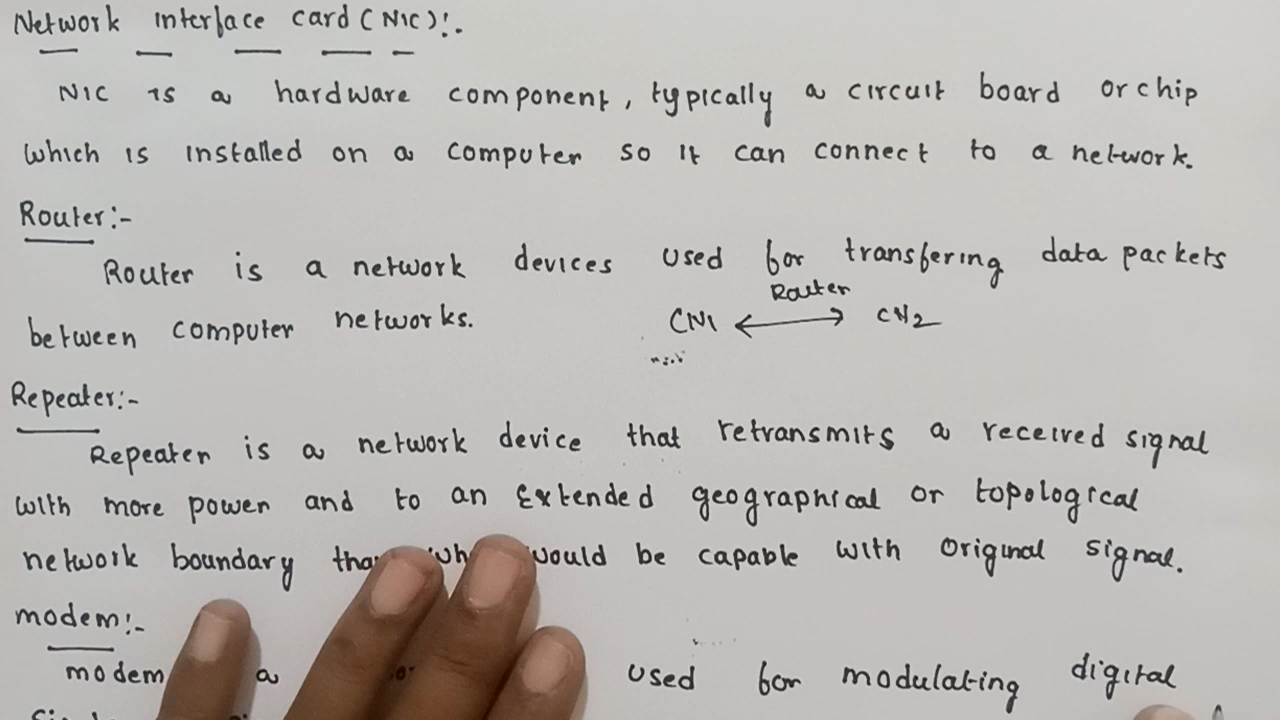 Network Interface card (NIC):-
NIC is a hardware component, typically a circuit board or chip
which is installed on a computer so it can connect to a network.
Router:-
Router is a network devices used for transfering data packets
between computer networks. CN1 Router CN2
Repeater:-
Repeater is a network device that retransmits a received signal
with more power and to an Extended geographical or topological
network boundary would be capable with original signal.
modem:-
modem a used for modulating digital